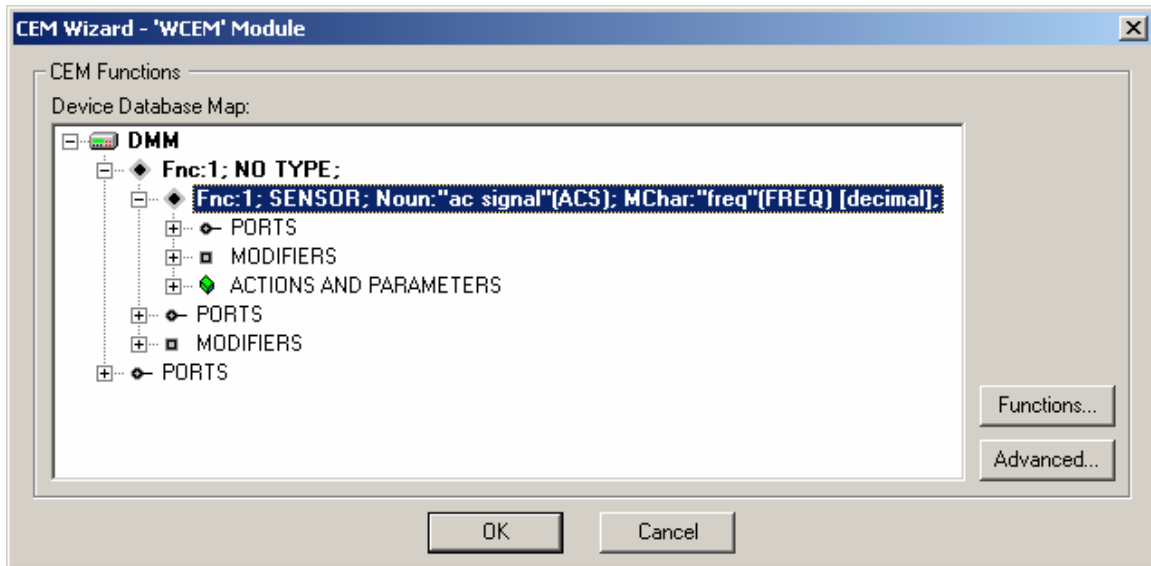 CEM Wizard - 'WCEM' Module
CEM Functions
Device Database Map:
DMM
Fnc:1; NO TYPE;
Fnc:1; SENSOR; Noun:"ac signal"(ACS); MChar:"freq"(FREQ) [decimal];
PORTS
MODIFIERS
ACTIONS AND PARAMETERS
PORTS
MODIFIERS
PORTS
Functions...
Advanced...
OK Cancel